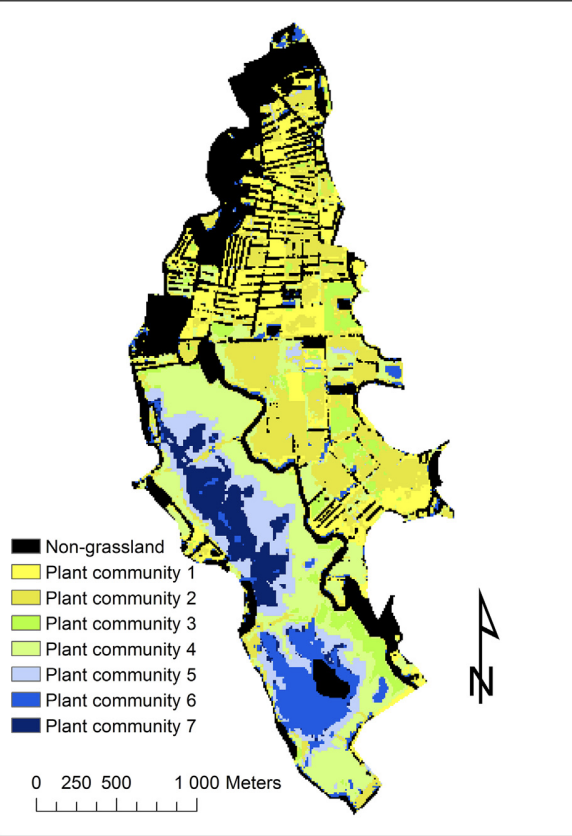 Non-grassland
Plant community 1
Plant community 2
Plant community 3
Plant community 4
Plant community 5
Plant community 6
Plant community 7
N
0 250 500 1 000 Meters